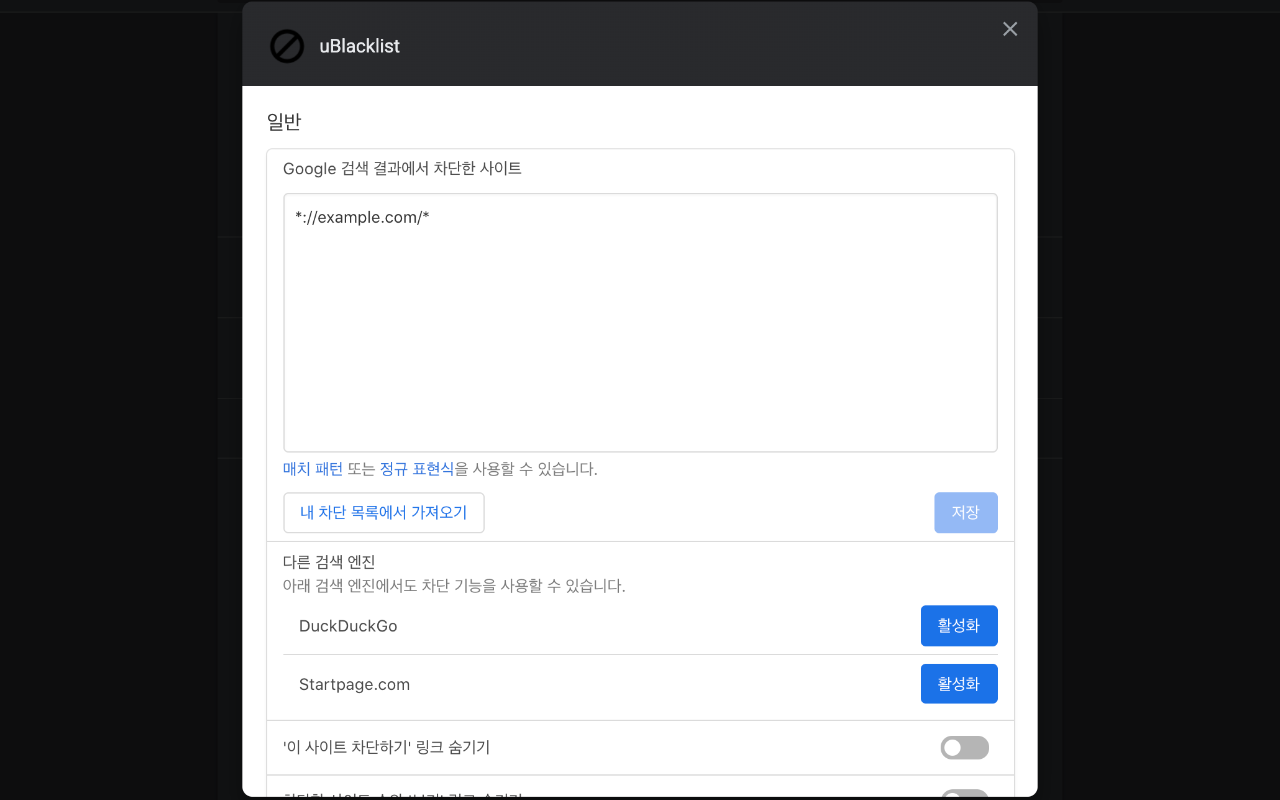 uBlacklist
일반
Google 검색 결과에서 차단한 사이트
*://example.com/*
매치 패턴 또는 정규 표현식을 사용할 수 있습니다.
내 차단 목록에서 가져오기
저장
다른 검색 엔진
아래 검색 엔진에서도 차단 기능을 사용할 수 있습니다.
DuckDuckGo
활성화
Startpage.com
활성화
'이 사이트 차단하기' 링크 숨기기